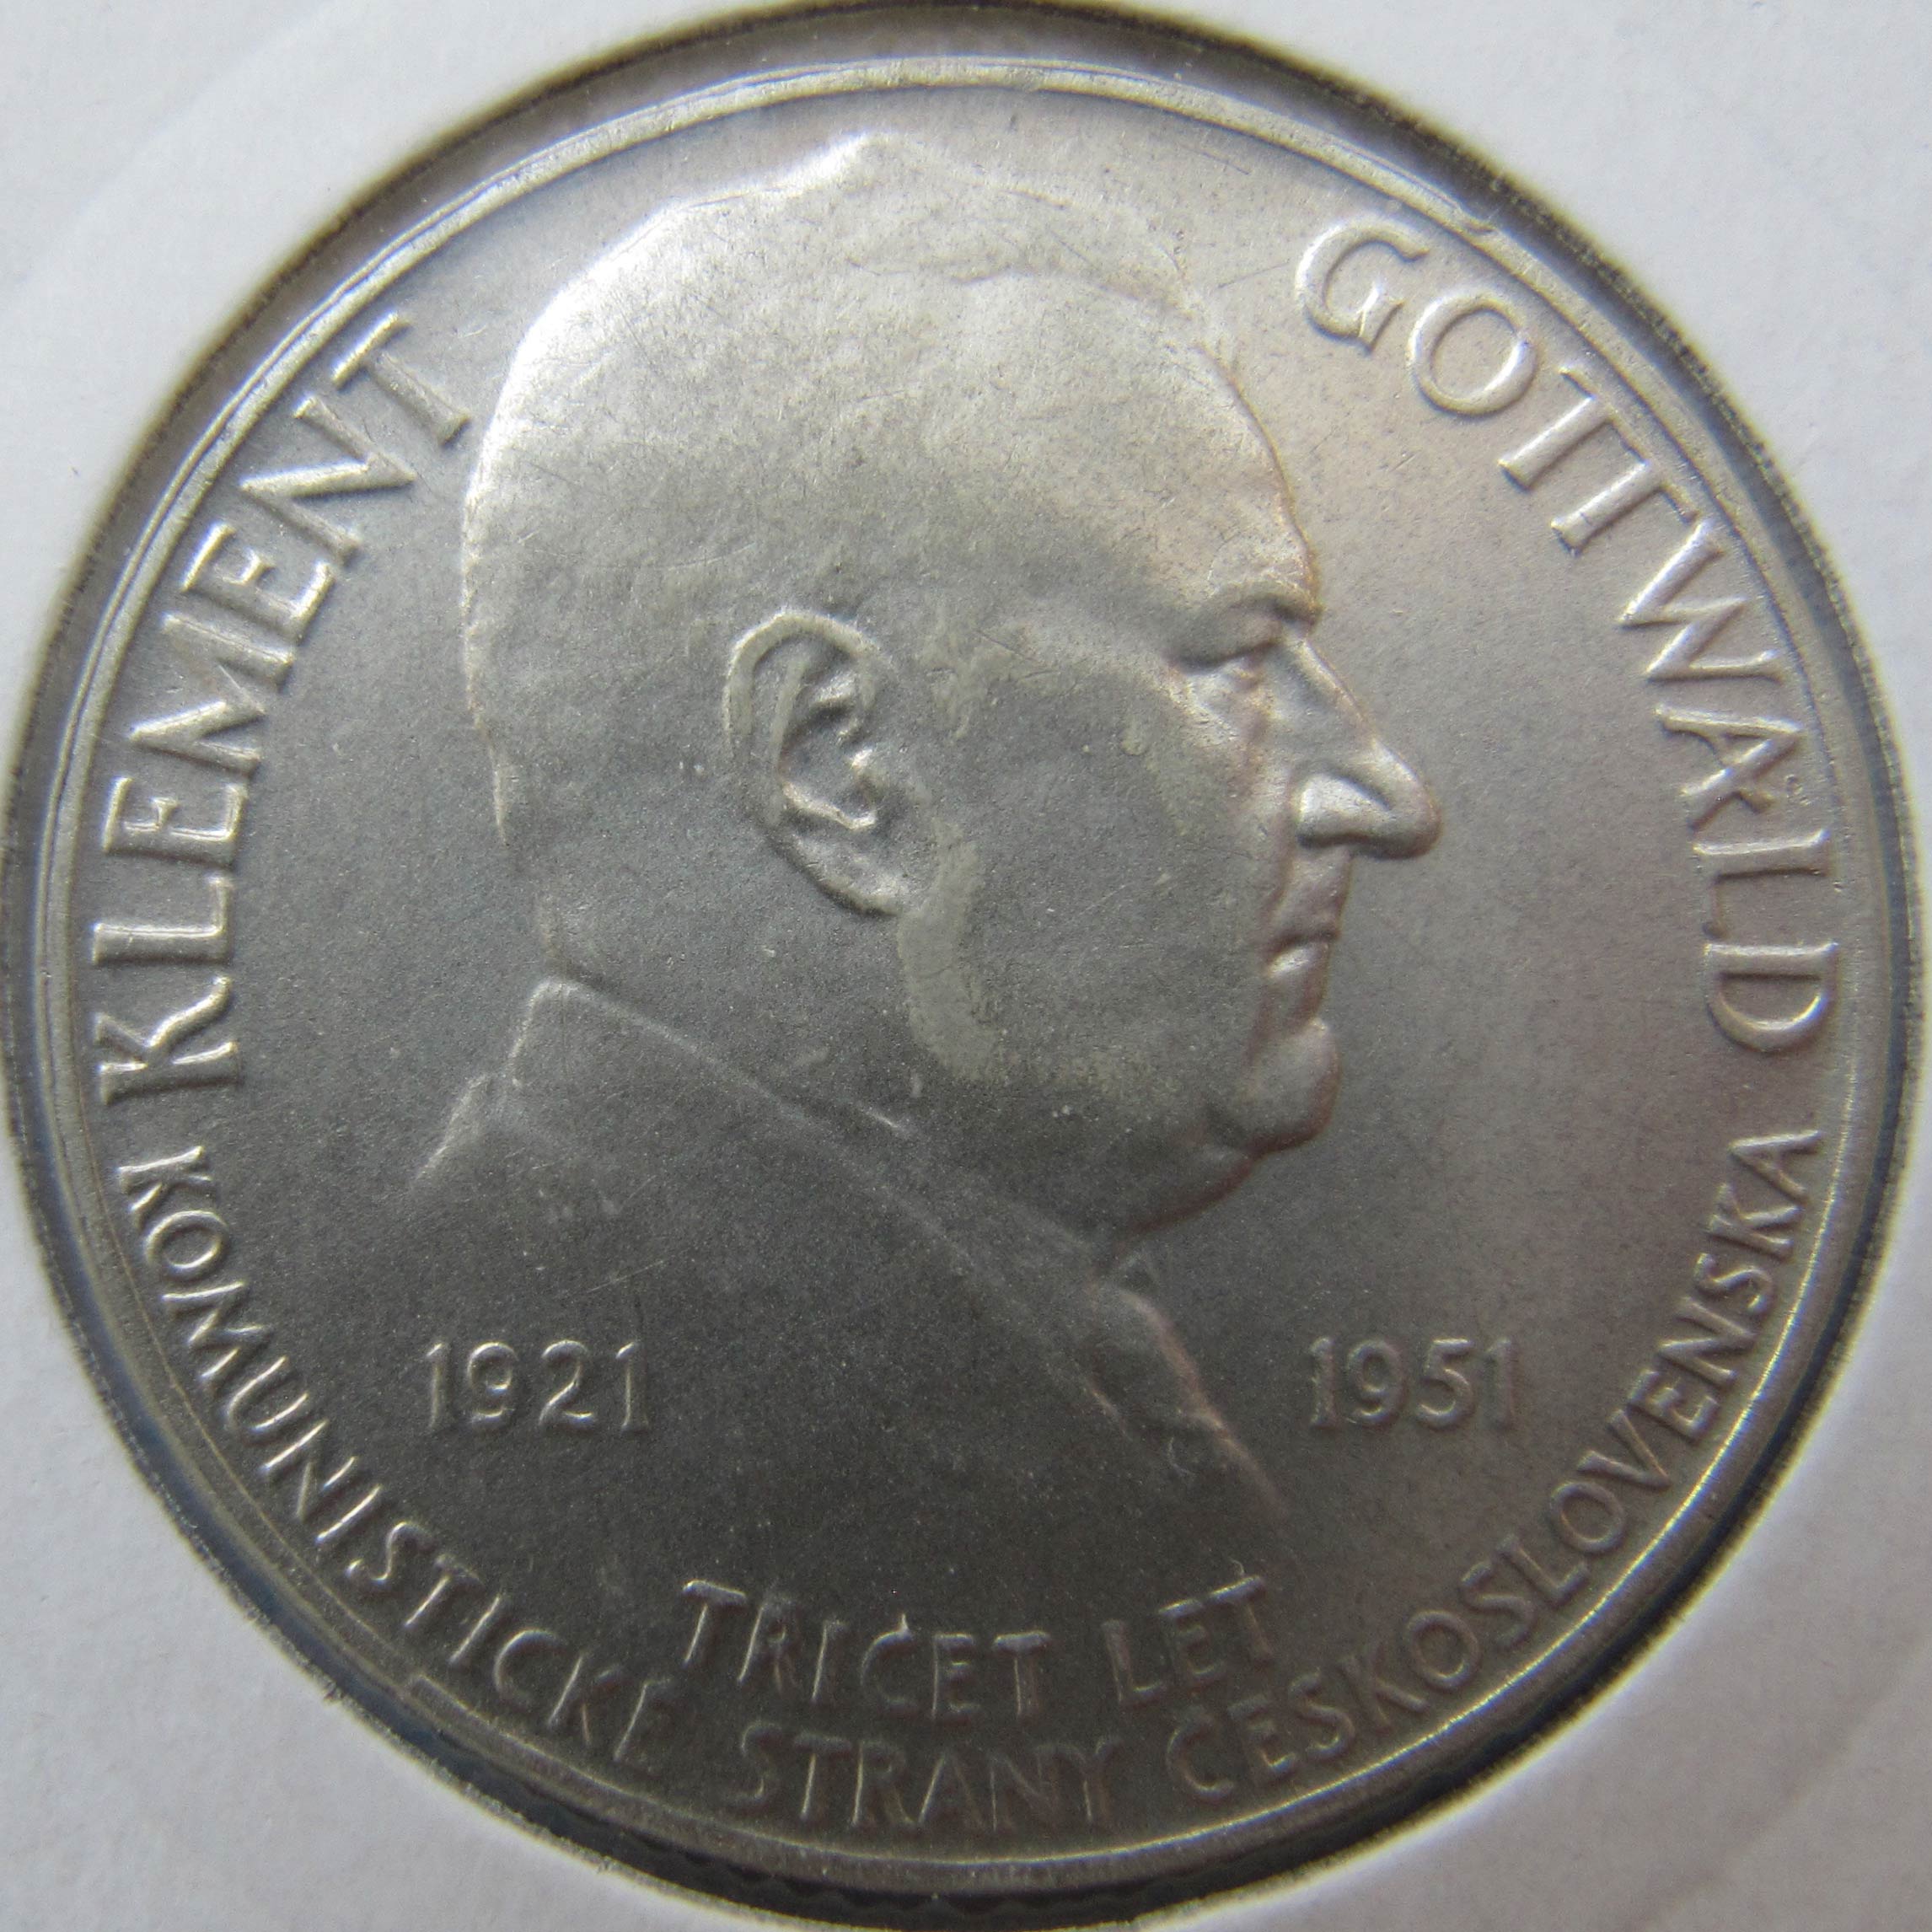 KLEMENT GOTTWALD
1921 1951
TŘICET LET
KOMUNISTICKÉ STRANY ČESKOSLOVENSKA